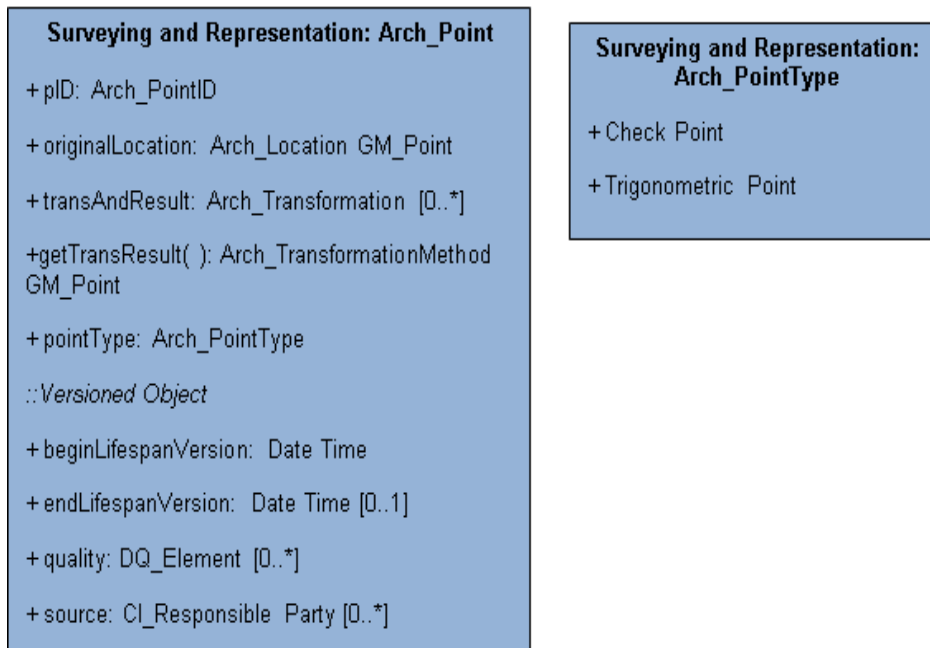 Surveying and Representation: Arch_Point
+ pID: Arch_PointID
+ originalLocation: Arch_Location GM_Point
+ transAndResult: Arch_Transformation [0..*]
+getTransResult( ): Arch_TransformationMethod
GM_Point
+ pointType: Arch_PointType
::Versioned Object
+ beginLifespanVersion: Date Time
+ endLifespanVersion: Date Time [0..1]
+ quality: DQ_Element [0..*]
+ source: CI_Responsible Party [0..*]
Surveying and Representation:
Arch_PointType
+ Check Point
+ Trigonometric Point